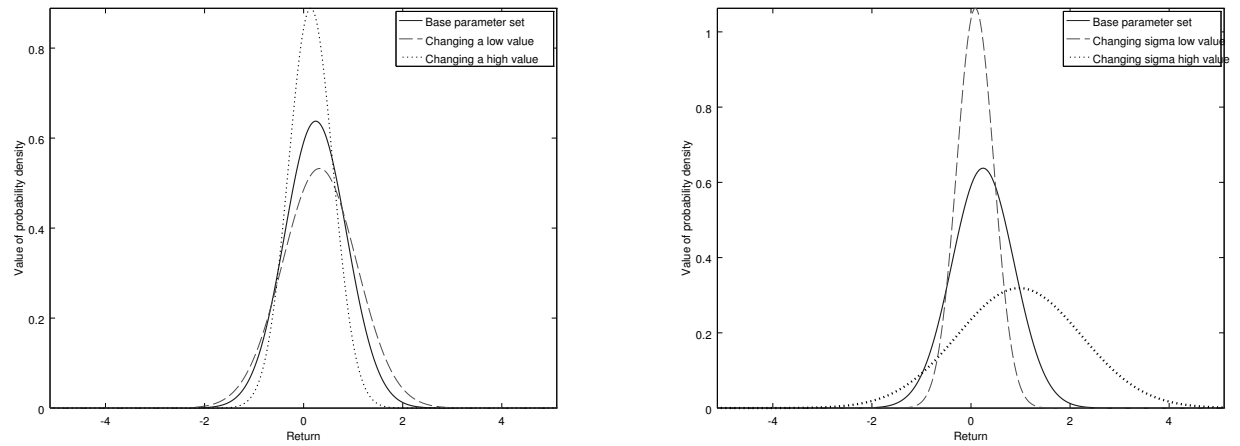 Base parameter set
Changing a low value
Changing a high value
0.8
0.6
0.4
0.2
0
-4
-2
0
2
4
Value of probability density
Return
Base parameter set
Changing sigma low value
Changing sigma high value
1
0.8
0.6
0.4
0.2
0
-4
-2
0
2
4
Value of probability density
Return